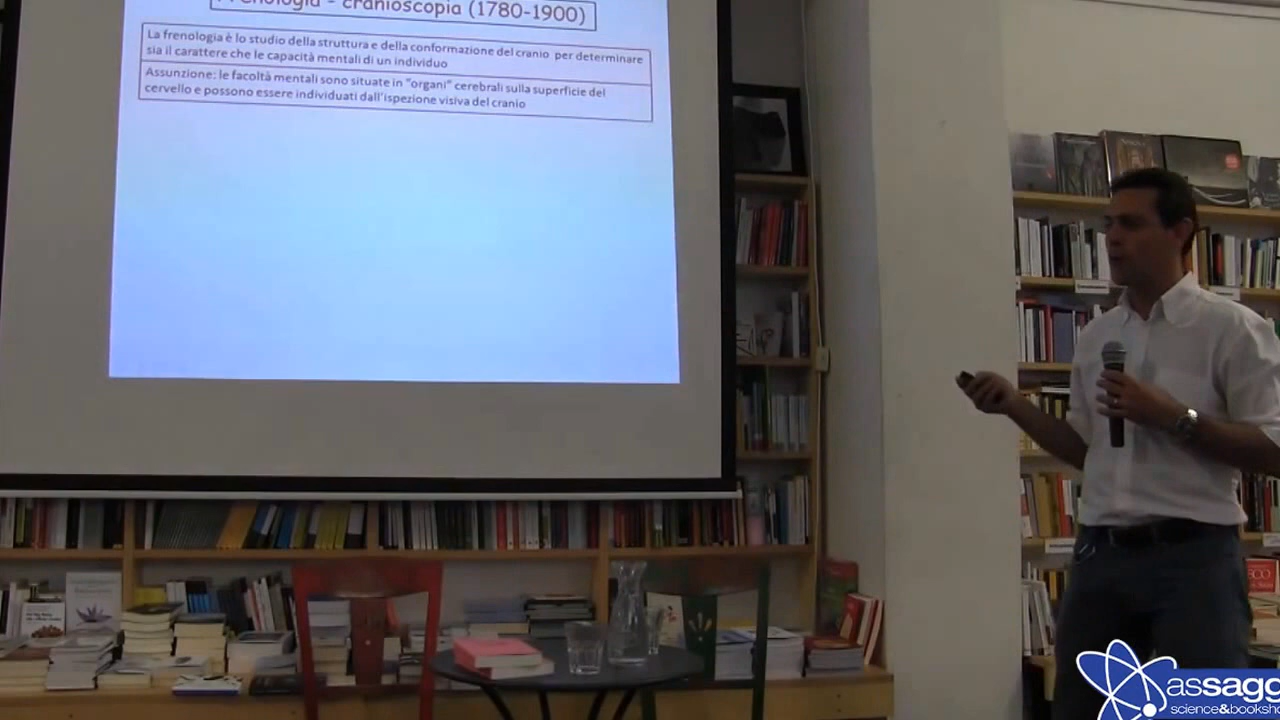 Frenologia - cranioscopia (1780-1900)
La frenologia è lo studio della struttura e della conformazione del cranio per determinare
sia il carattere che le capacità mentali di un individuo
Assunzione: le facoltà mentali sono situate in "organi" cerebrali sulla superficie del
cervello e possono essere individuati dall'ispezione visiva del cranio
assagg
science&booksho